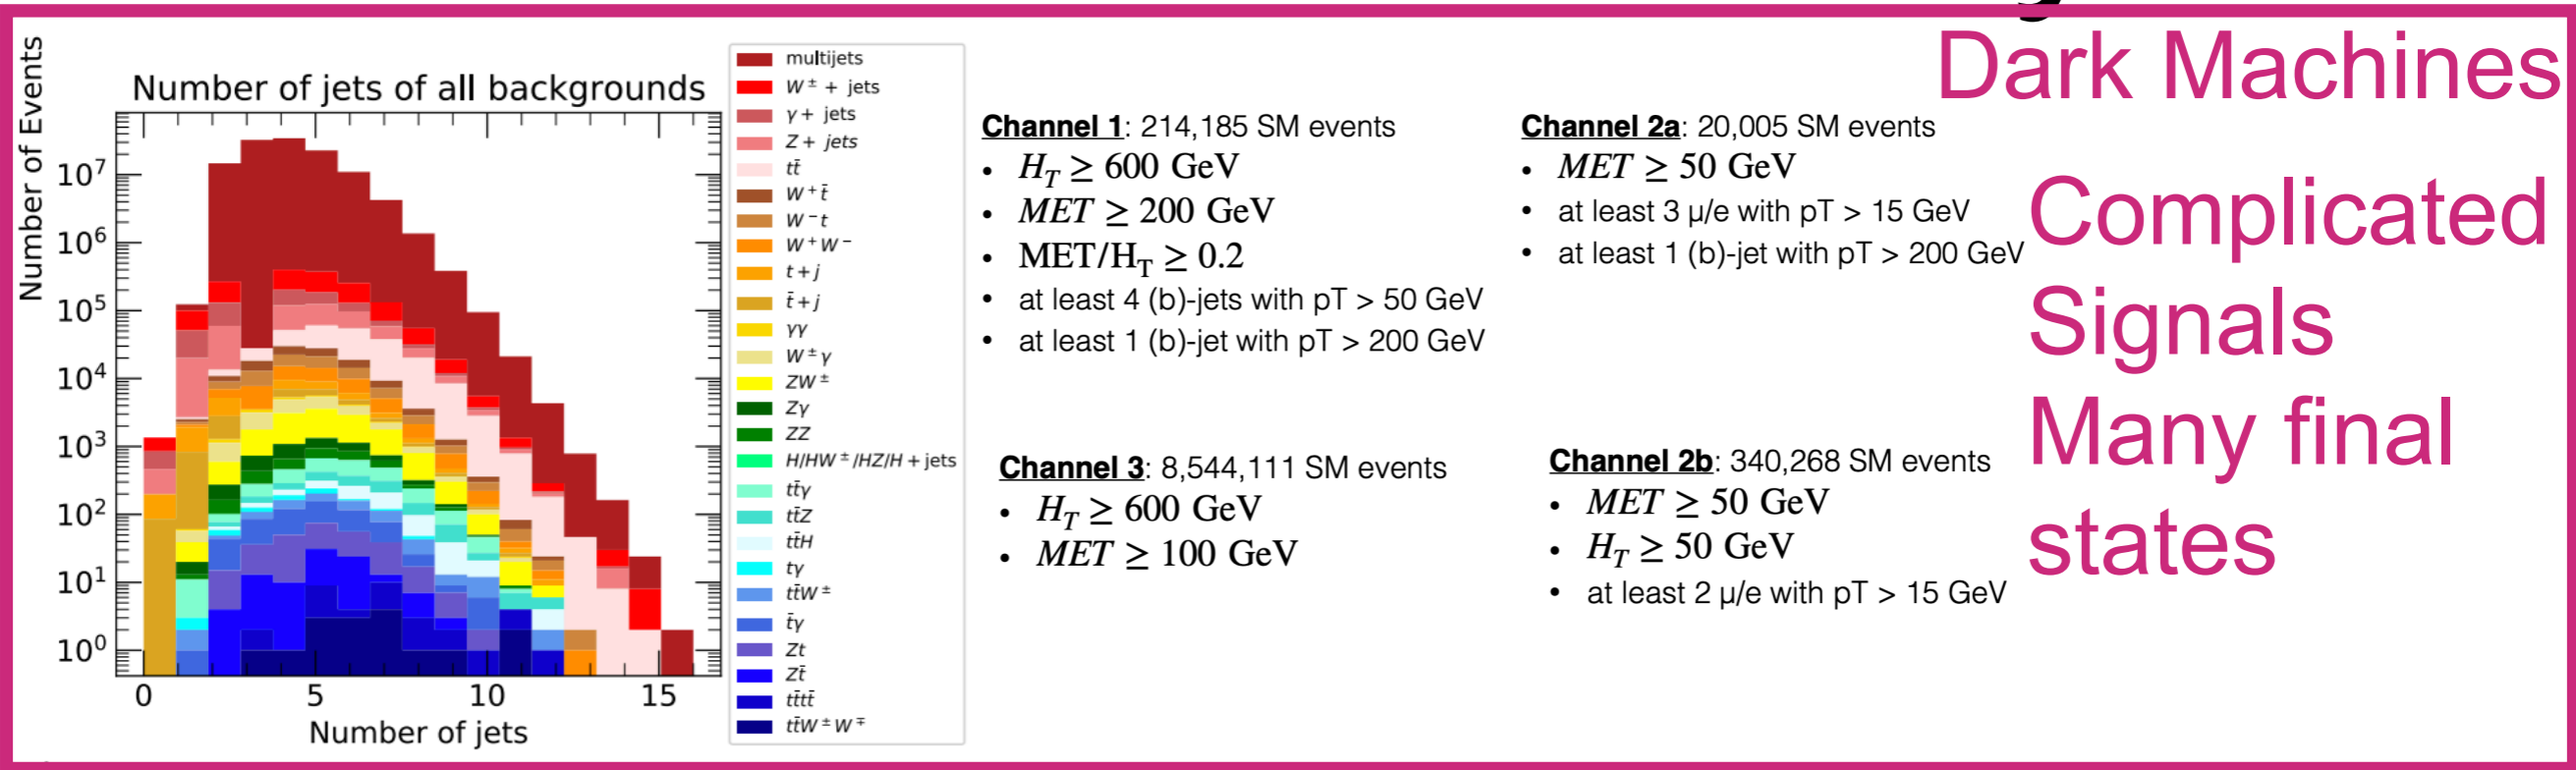 Dark Machines
Complicated
Signals
Many final
states
Number of jets of all backgrounds
Number of Events
10⁷
10⁶
10⁵
10⁴
10³
10²
10¹
10⁰
0 5 10 15
Number of jets
multijets
W± + jets
γ + jets
Z + jets
tt̄
W⁺t̄
W⁻t
W⁺W⁻
t + j
t̄ + j
γγ
W±γ
ZW±
Zγ
ZZ
H/HW±/HZ/H + jets
tt̄γ
tt̄Z
tt̄H
tγ
tt̄W±
t̄γ
Zt
Zt̄
tt̄tt̄
tt̄W±W∓
Channel 1: 214,185 SM events
• H_T ≥ 600 GeV
• MET ≥ 200 GeV
• MET/H_T ≥ 0.2
• at least 4 (b)-jets with pT > 50 GeV
• at least 1 (b)-jet with pT > 200 GeV
Channel 2a: 20,005 SM events
• MET ≥ 50 GeV
• at least 3 μ/e with pT > 15 GeV
• at least 1 (b)-jet with pT > 200 GeV
Channel 3: 8,544,111 SM events
• H_T ≥ 600 GeV
• MET ≥ 100 GeV
Channel 2b: 340,268 SM events
• MET ≥ 50 GeV
• H_T ≥ 50 GeV
• at least 2 μ/e with pT > 15 GeV